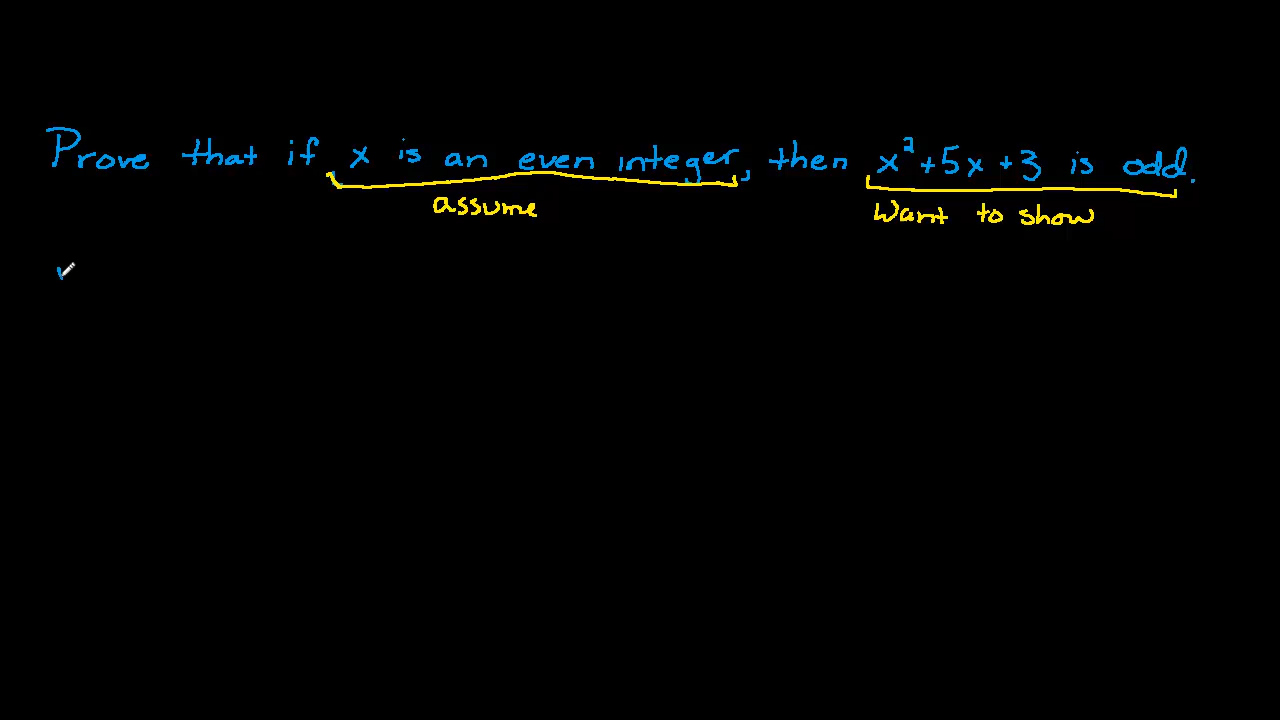 Prove that if x is an even integer, then x²+5x+3 is odd.
assume want to show